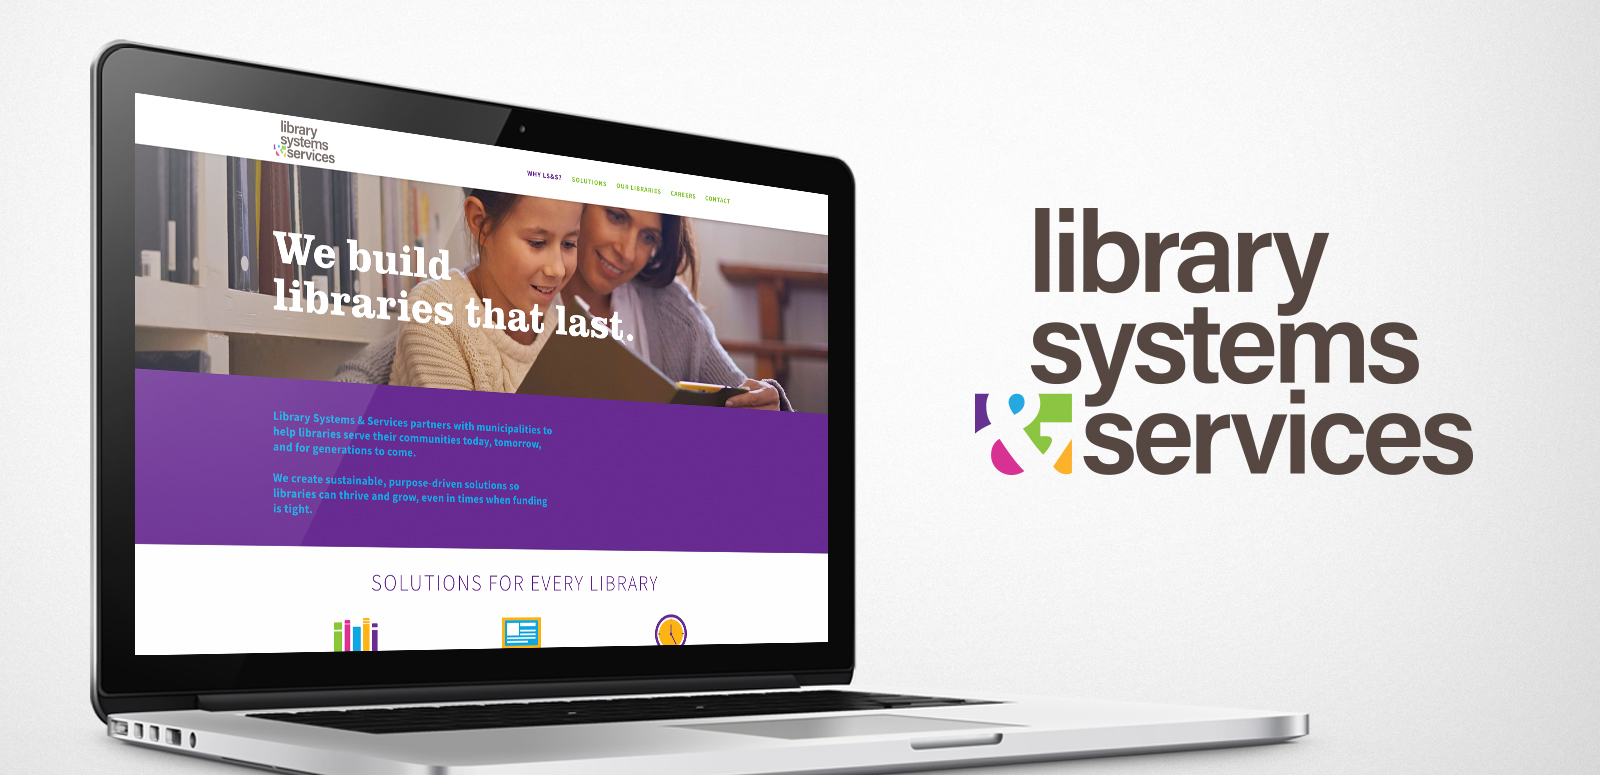 library
systems
& services
WHY LS&S? SOLUTIONS OUR LIBRARIES CAREERS CONTACT
We build
libraries that last.
Library Systems & Services partners with municipalities to
help libraries serve their communities today, tomorrow,
and for generations to come.
We create sustainable, purpose-driven solutions so
libraries can thrive and grow, even in times when funding
is tight.
SOLUTIONS FOR EVERY LIBRARY
library
systems
& services